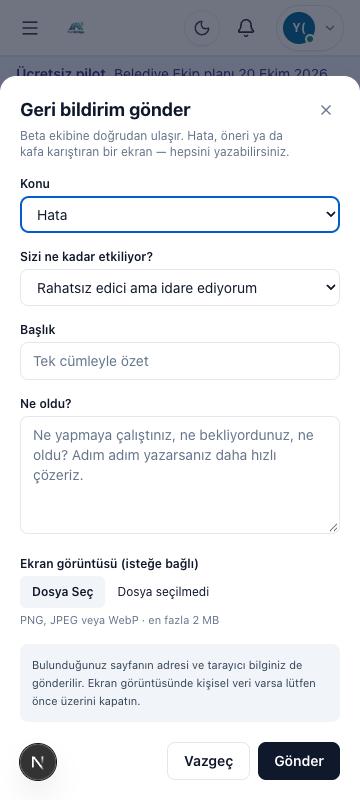 Y(
Ücretsiz pilot Belediye Ekip planı 20 Ekim 2026
Geri bildirim gönder
Beta ekibine doğrudan ulaşır. Hata, öneri ya da
kafa karıştıran bir ekran — hepsini yazabilirsiniz.
Konu
Hata
Sizi ne kadar etkiliyor?
Rahatsız edici ama idare ediyorum
Başlık
Tek cümleyle özet
Ne oldu?
Ne yapmaya çalıştınız, ne bekliyordunuz, ne
oldu? Adım adım yazarsanız daha hızlı
çözeriz.
Ekran görüntüsü (isteğe bağlı)
Dosya Seç Dosya seçilmedi
PNG, JPEG veya WebP · en fazla 2 MB
Bulunduğunuz sayfanın adresi ve tarayıcı bilginiz de
gönderilir. Ekran görüntüsünde kişisel veri varsa lütfen
önce üzerini kapatın.
N Vazgeç Gönder